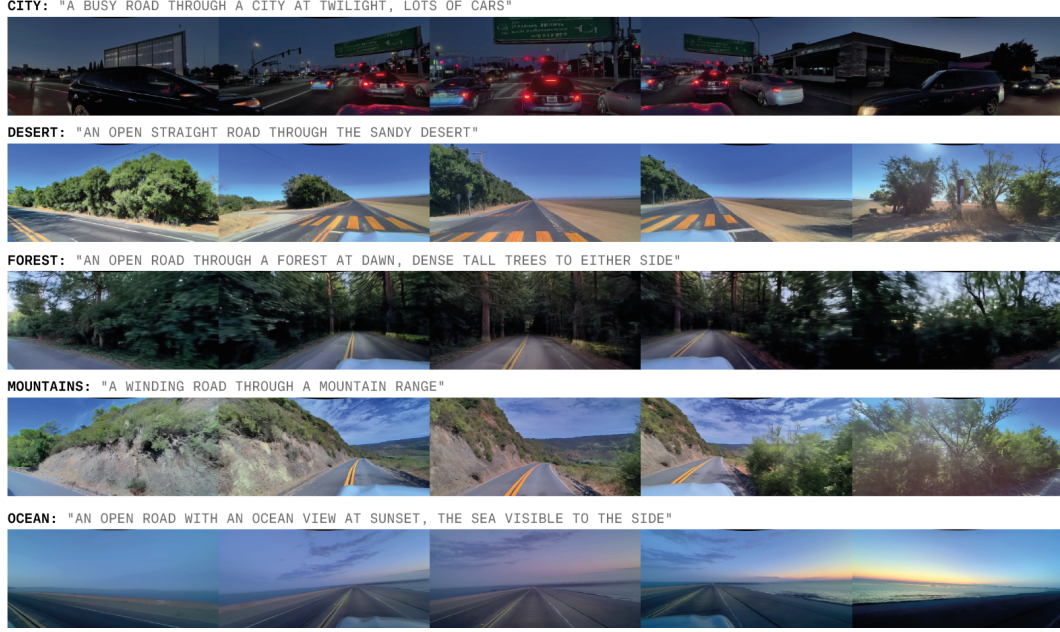 CITY: "A BUSY ROAD THROUGH A CITY AT TWILIGHT, LOTS OF CARS"
DESERT: "AN OPEN STRAIGHT ROAD THROUGH THE SANDY DESERT"
FOREST: "AN OPEN ROAD THROUGH A FOREST AT DAWN, DENSE TALL TREES TO EITHER SIDE"
MOUNTAINS: "A WINDING ROAD THROUGH A MOUNTAIN RANGE"
OCEAN: "AN OPEN ROAD WITH AN OCEAN VIEW AT SUNSET, THE SEA VISIBLE TO THE SIDE"